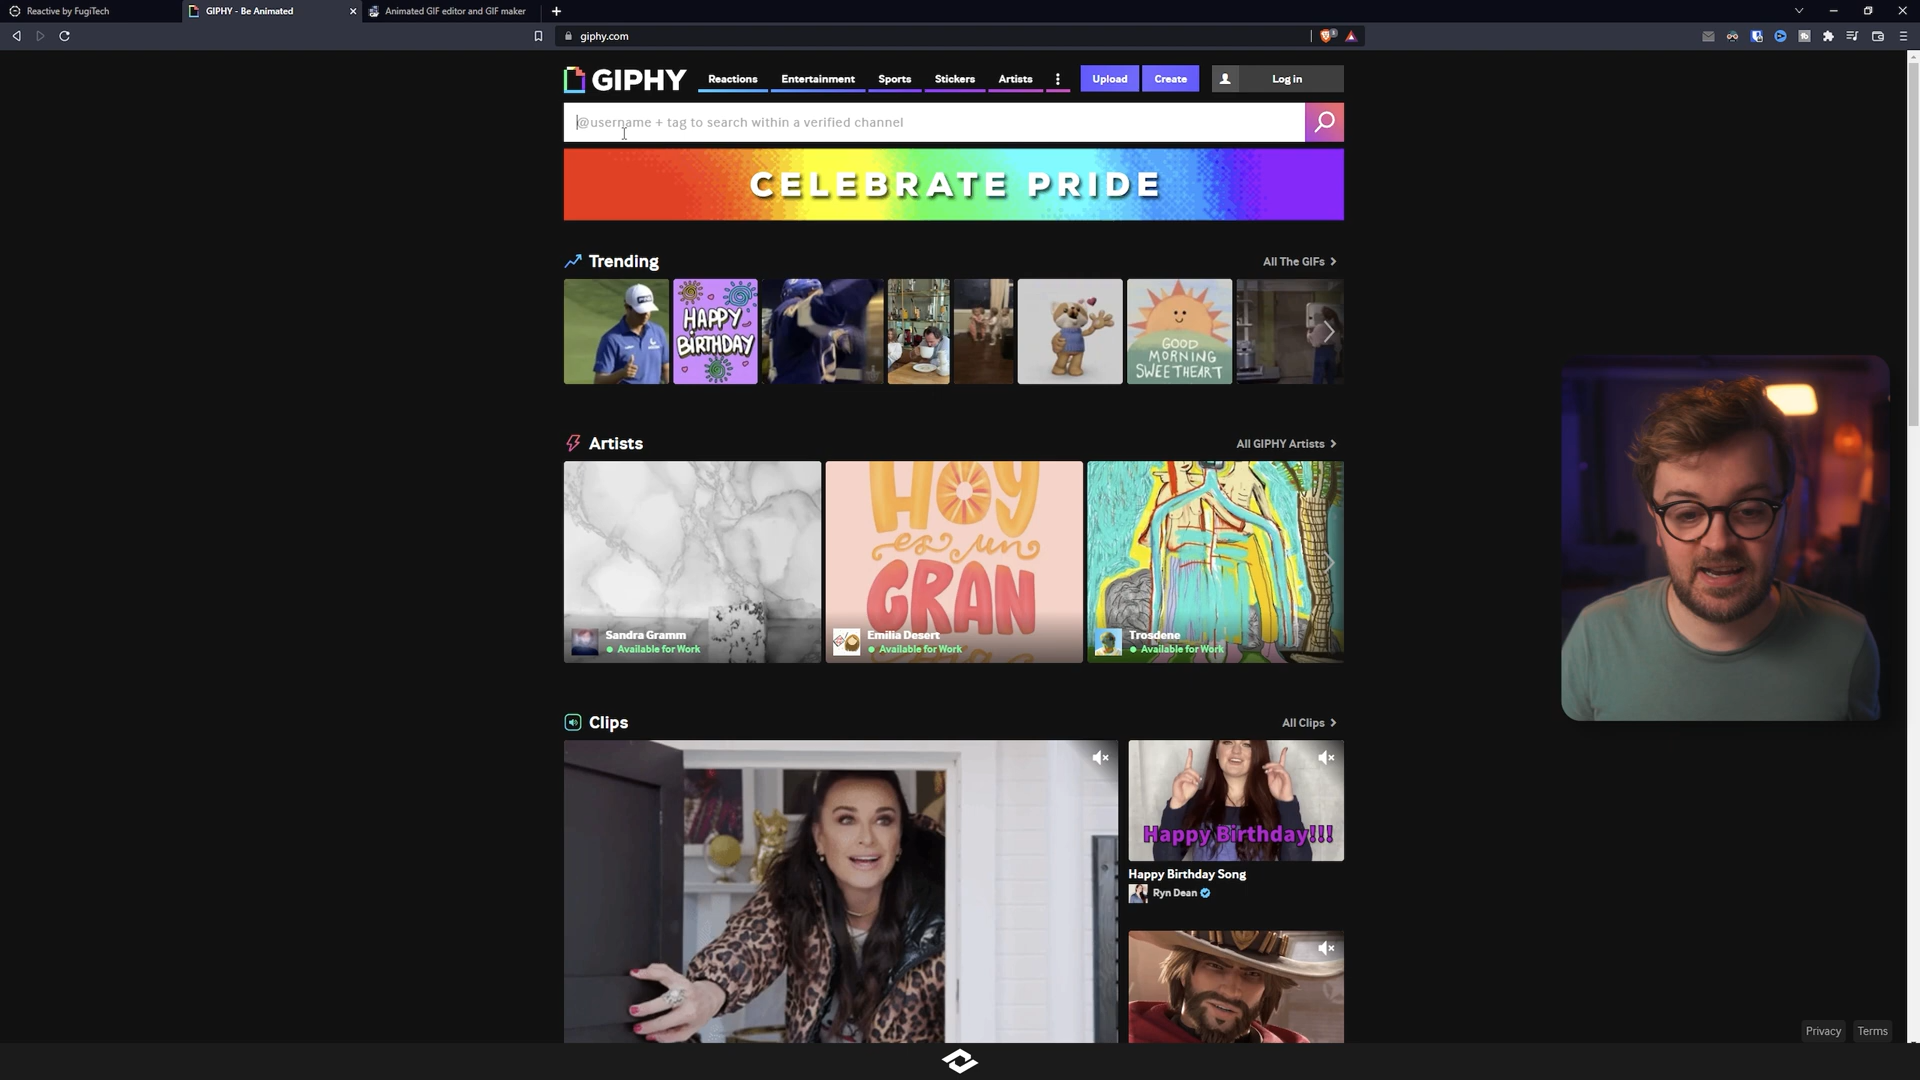 Reactive by FugiTech
GIPHY - Be Animated
Animated GIF editor and GIF maker
giphy.com
GIPHY
Reactions
Entertainment
Sports
Stickers
Artists
Upload
Create
Log in
@username + tag to search within a verified channel
CELEBRATE PRIDE
Trending
All The GIFs
HAPPY
BIRTHDAY
GOOD
MORNING
SWEETHEART
Artists
All GIPHY Artists
HOY
es un
GRAN
Sandra Gramm
Available for Work
Emilia Desert
Available for Work
Trosdene
Available for Work
Clips
All Clips
Happy Birthday!!!
Happy Birthday Song
Ryn Dean
Privacy
Terms